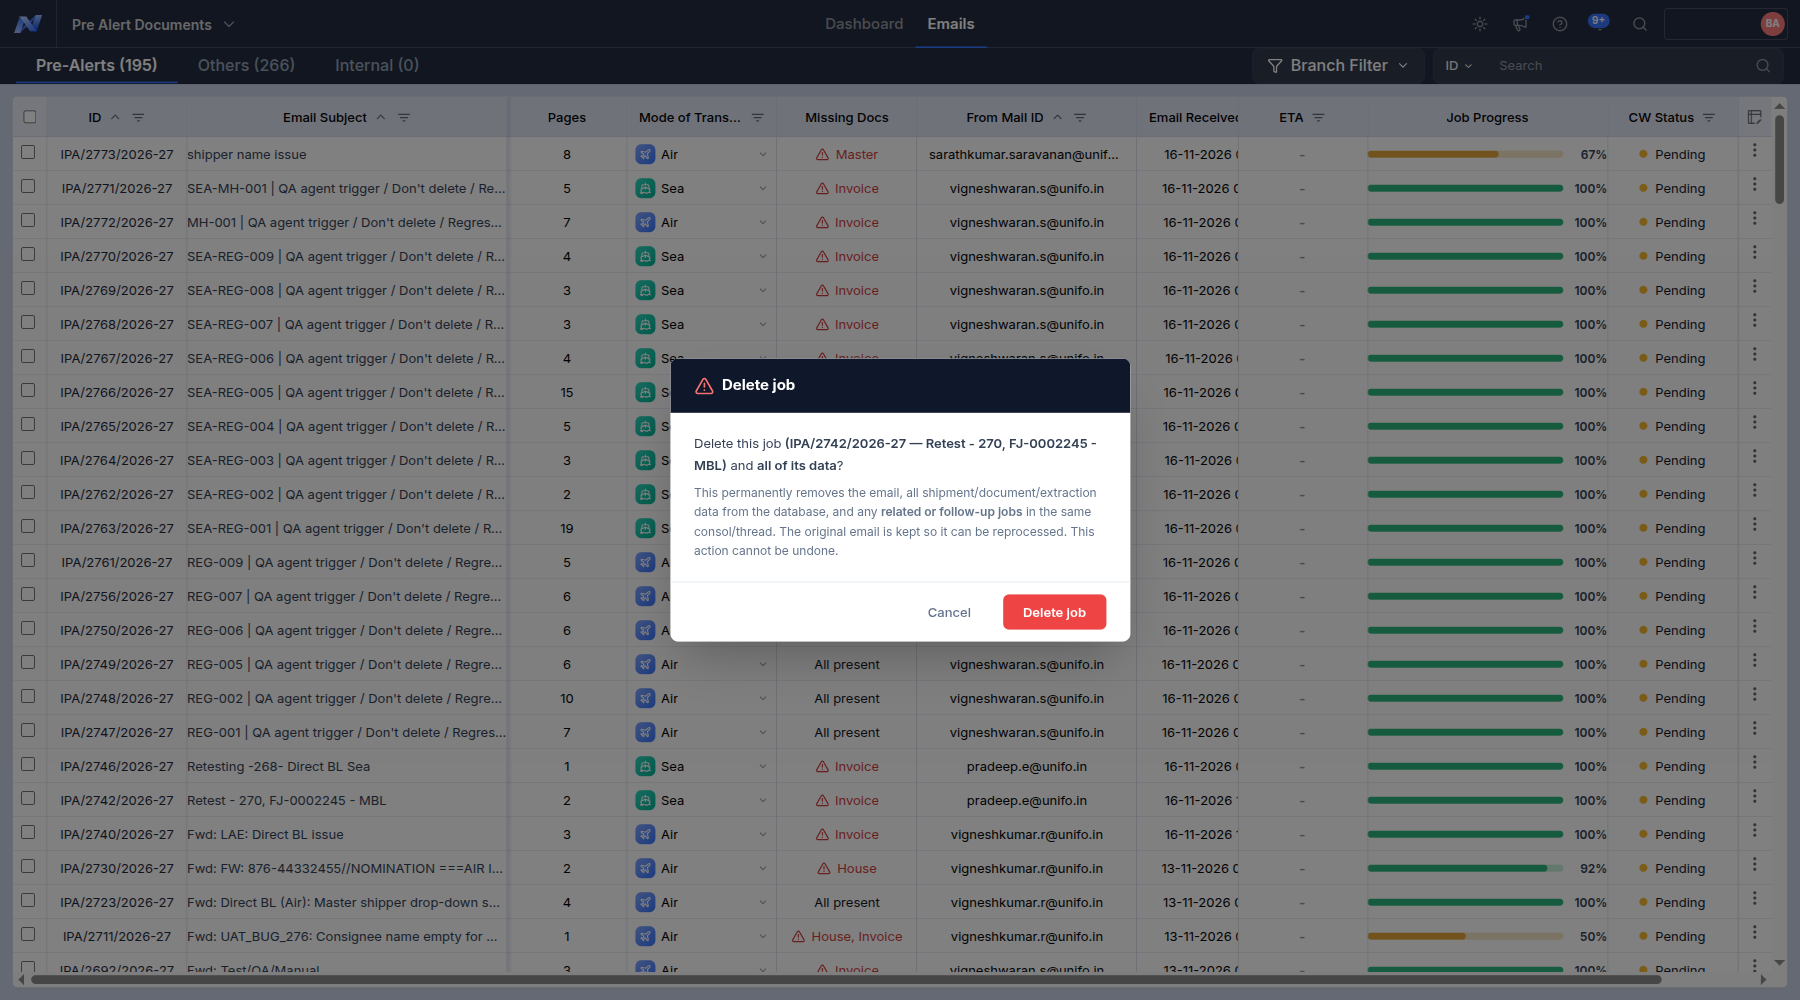 Pre Alert Documents
Dashboard
Emails
9+
BA
Pre-Alerts (195)
Others (266)
Internal (0)
Branch Filter
ID
Search
ID Email Subject Pages Mode of Trans... Missing Docs From Mail ID Email Received ETA Job Progress CW Status
IPA/2773/2026-27 shipper name issue 8 Air Master sarathkumar.saravanan@unif... 16-11-2026 - 67% Pending
IPA/2771/2026-27 SEA-MH-001 | QA agent trigger / Don't delete / Re... 5 Sea Invoice vigneshwaran.s@unifo.in 16-11-2026 - 100% Pending
IPA/2772/2026-27 MH-001 | QA agent trigger / Don't delete / Regres... 7 Air Invoice vigneshwaran.s@unifo.in 16-11-2026 - 100% Pending
IPA/2770/2026-27 SEA-REG-009 | QA agent trigger / Don't delete / R... 4 Sea Invoice vigneshwaran.s@unifo.in 16-11-2026 - 100% Pending
IPA/2769/2026-27 SEA-REG-008 | QA agent trigger / Don't delete / R... 3 Sea Invoice vigneshwaran.s@unifo.in 16-11-2026 - 100% Pending
IPA/2768/2026-27 SEA-REG-007 | QA agent trigger / Don't delete / R... 3 Sea Invoice vigneshwaran.s@unifo.in 16-11-2026 - 100% Pending
IPA/2767/2026-27 SEA-REG-006 | QA agent trigger / Don't delete / R... 4 Sea Invoice vigneshwaran.s@unifo.in 16-11-2026 - 100% Pending
IPA/2766/2026-27 SEA-REG-005 | QA agent trigger / Don't delete / R... 15 16-11-2026 - 100% Pending
IPA/2765/2026-27 SEA-REG-004 | QA agent trigger / Don't delete / R... 5 16-11-2026 - 100% Pending
IPA/2764/2026-27 SEA-REG-003 | QA agent trigger / Don't delete / R... 3 16-11-2026 - 100% Pending
IPA/2762/2026-27 SEA-REG-002 | QA agent trigger / Don't delete / R... 2 16-11-2026 - 100% Pending
IPA/2763/2026-27 SEA-REG-001 | QA agent trigger / Don't delete / R... 19 16-11-2026 - 100% Pending
IPA/2761/2026-27 REG-009 | QA agent trigger / Don't delete / Regre... 5 16-11-2026 - 100% Pending
IPA/2756/2026-27 REG-007 | QA agent trigger / Don't delete / Regre... 6 16-11-2026 - 100% Pending
IPA/2750/2026-27 REG-006 | QA agent trigger / Don't delete / Regre... 6 16-11-2026 - 100% Pending
IPA/2749/2026-27 REG-005 | QA agent trigger / Don't delete / Regre... 6 Air All present vigneshwaran.s@unifo.in 16-11-2026 - 100% Pending
IPA/2748/2026-27 REG-002 | QA agent trigger / Don't delete / Regre... 10 Air All present vigneshwaran.s@unifo.in 16-11-2026 - 100% Pending
IPA/2747/2026-27 REG-001 | QA agent trigger / Don't delete / Regres... 7 Air All present vigneshwaran.s@unifo.in 16-11-2026 - 100% Pending
IPA/2746/2026-27 Retesting -268- Direct BL Sea 1 Sea Invoice pradeep.e@unifo.in 16-11-2026 - 100% Pending
IPA/2742/2026-27 Retest - 270, FJ-0002245 - MBL 2 Sea Invoice pradeep.e@unifo.in 16-11-2026 - 100% Pending
IPA/2740/2026-27 Fwd: LAE: Direct BL issue 3 Air Invoice vigneshkumar.r@unifo.in 16-11-2026 - 100% Pending
IPA/2730/2026-27 Fwd: FW: 876-44332455//NOMINATION ===AIR I... 2 Air House vigneshkumar.r@unifo.in 13-11-2026 - 92% Pending
IPA/2723/2026-27 Fwd: Direct BL (Air): Master shipper drop-down s... 4 Air All present vigneshkumar.r@unifo.in 13-11-2026 - 100% Pending
IPA/2711/2026-27 Fwd: UAT_BUG_276: Consignee name empty for ... 1 Air House, Invoice vigneshkumar.r@unifo.in 13-11-2026 - 50% Pending
IPA/2692/2026-27 Fwd: Test/QA/Manual 3 Air Invoice vigneshkumar.r@unifo.in 13-11-2026 - 100% Pending
Delete job
Delete this job (IPA/2742/2026-27 — Retest - 270, FJ-0002245 -
MBL) and all of its data?
This permanently removes the email, all shipment/document/extraction
data from the database, and any related or follow-up jobs in the same
consol/thread. The original email is kept so it can be reprocessed. This
action cannot be undone.
Cancel
Delete job